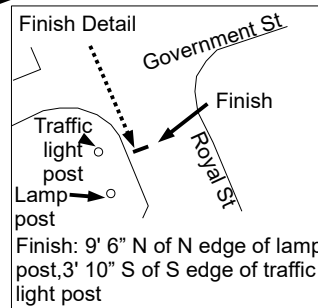 Finish Detail
Government St
Finish
Traffic
light
post
Royal St
Lamp
post
Finish: 9' 6” N of N edge of lamp
post,3' 10” S of S edge of traffic
light post